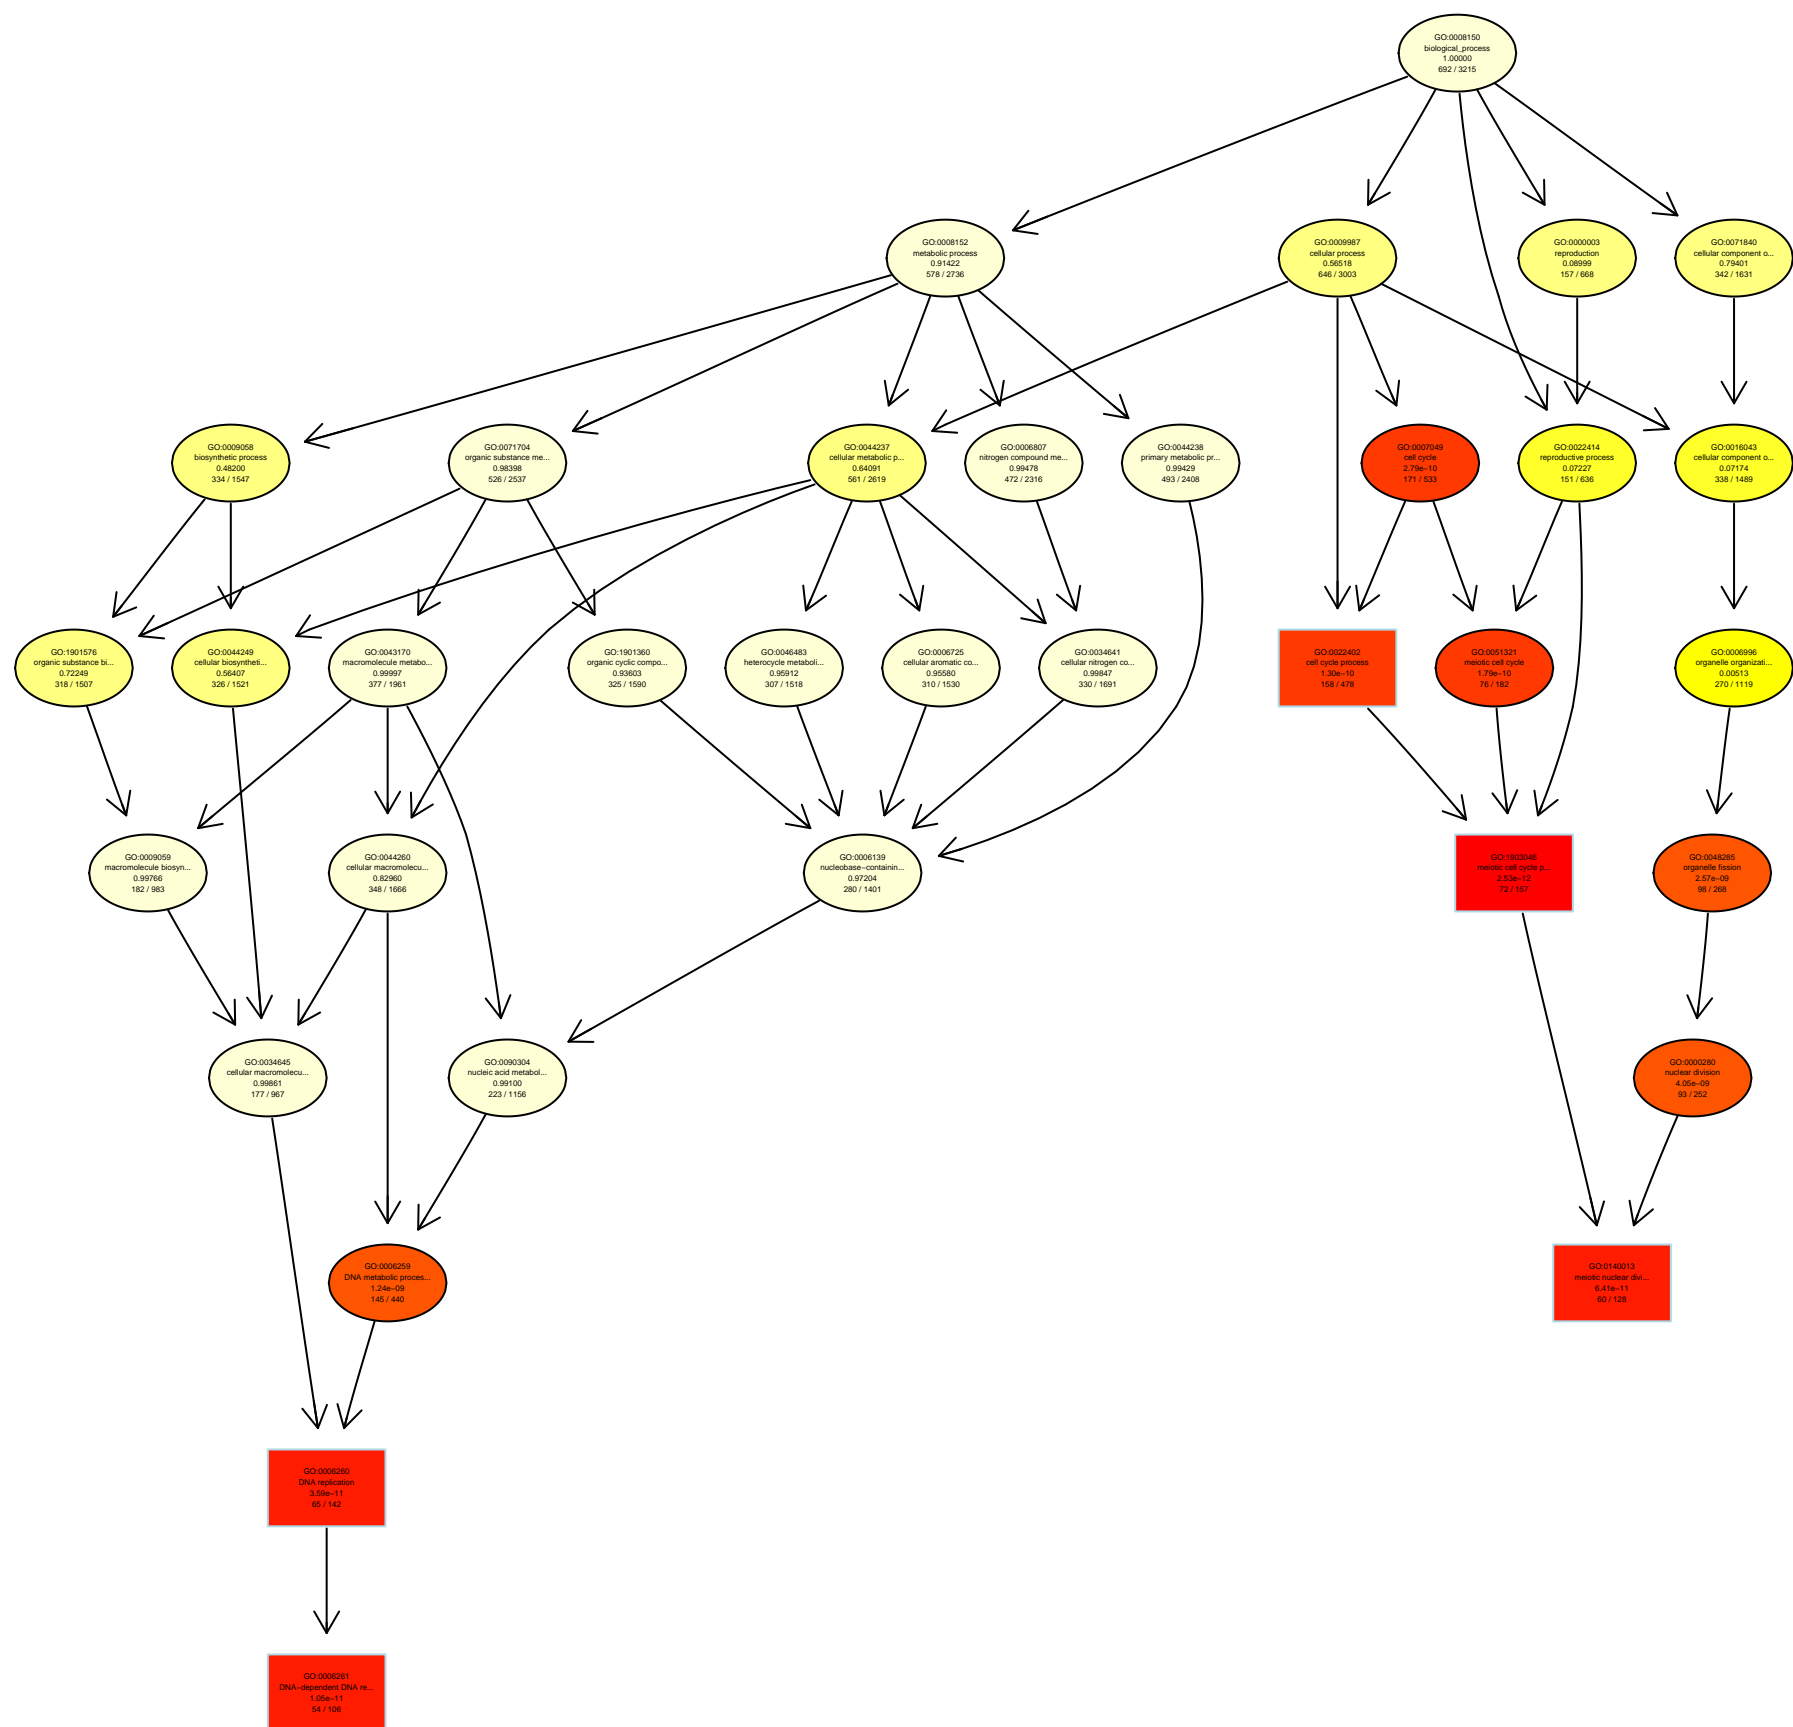 GO:0008150
biological_process
1.00000
692 / 3215
GO:0008152
metabolic process
0.91422
578 / 2736
GO:0009987
cellular process
0.56518
646 / 3003
GO:0000003
reproduction
0.08999
157 / 668
GO:0071840
cellular component o...
0.79401
342 / 1631
GO:0009058
biosynthetic process
0.48200
334 / 1547
GO:0071704
organic substance me...
0.98398
526 / 2537
GO:0044237
cellular metabolic p...
0.64091
561 / 2619
GO:0006807
nitrogen compound me...
0.99478
472 / 2316
GO:0044238
primary metabolic pr...
0.99429
493 / 2408
GO:0007049
cell cycle
2.79e−10
171 / 533
GO:0022414
reproductive process
0.07227
151 / 636
GO:0016043
cellular component o...
0.07174
338 / 1489
GO:1901576
organic substance bi...
0.72249
318 / 1507
GO:0044249
cellular biosyntheti...
0.56407
326 / 1521
GO:0043170
macromolecule metabo...
0.99997
377 / 1961
GO:1901360
organic cyclic compo...
0.93603
325 / 1590
GO:0046483
heterocycle metaboli...
0.95912
307 / 1518
GO:0006725
cellular aromatic co...
0.95580
310 / 1530
GO:0034641
cellular nitrogen co...
0.99847
330 / 1691
GO:0022402
cell cycle process
1.30e−10
158 / 478
GO:0051321
meiotic cell cycle
1.79e−10
76 / 182
GO:0006996
organelle organizati...
0.00513
270 / 1119
GO:0009059
macromolecule biosyn...
0.99766
182 / 983
GO:0044260
cellular macromolecu...
0.82960
348 / 1666
GO:0006139
nucleobase−containin...
0.97204
280 / 1401
GO:1903046
meiotic cell cycle p...
2.53e−12
72 / 157
GO:0048285
organelle fission
2.57e−09
98 / 268
GO:0034645
cellular macromolecu...
0.99861
177 / 967
GO:0090304
nucleic acid metabol...
0.99100
223 / 1156
GO:0000280
nuclear division
4.05e−09
93 / 252
GO:0006259
DNA metabolic proces...
1.24e−09
145 / 440
GO:0140013
meiotic nuclear divi...
6.41e−11
60 / 128
GO:0006260
DNA replication
3.59e−11
65 / 142
GO:0006261
DNA−dependent DNA re...
1.05e−11
54 / 106